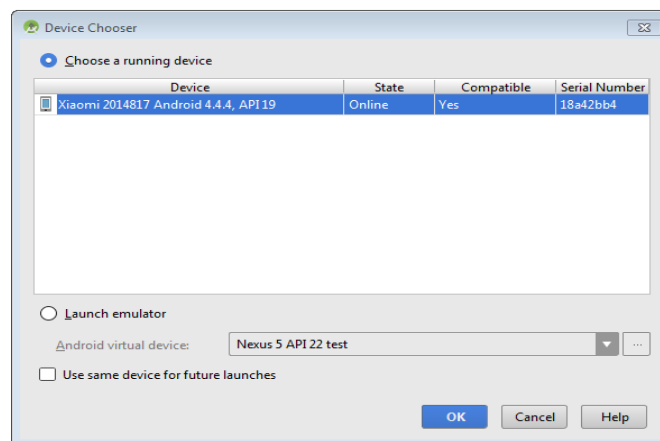 Device Chooser
Choose a running device
Device State Compatible Serial Number
Xiaomi 2014817 Android 4.4.4, API 19 Online Yes 18a42bb4
Launch emulator
Android virtual device: Nexus 5 API 22 test ...
Use same device for future launches
OK Cancel Help